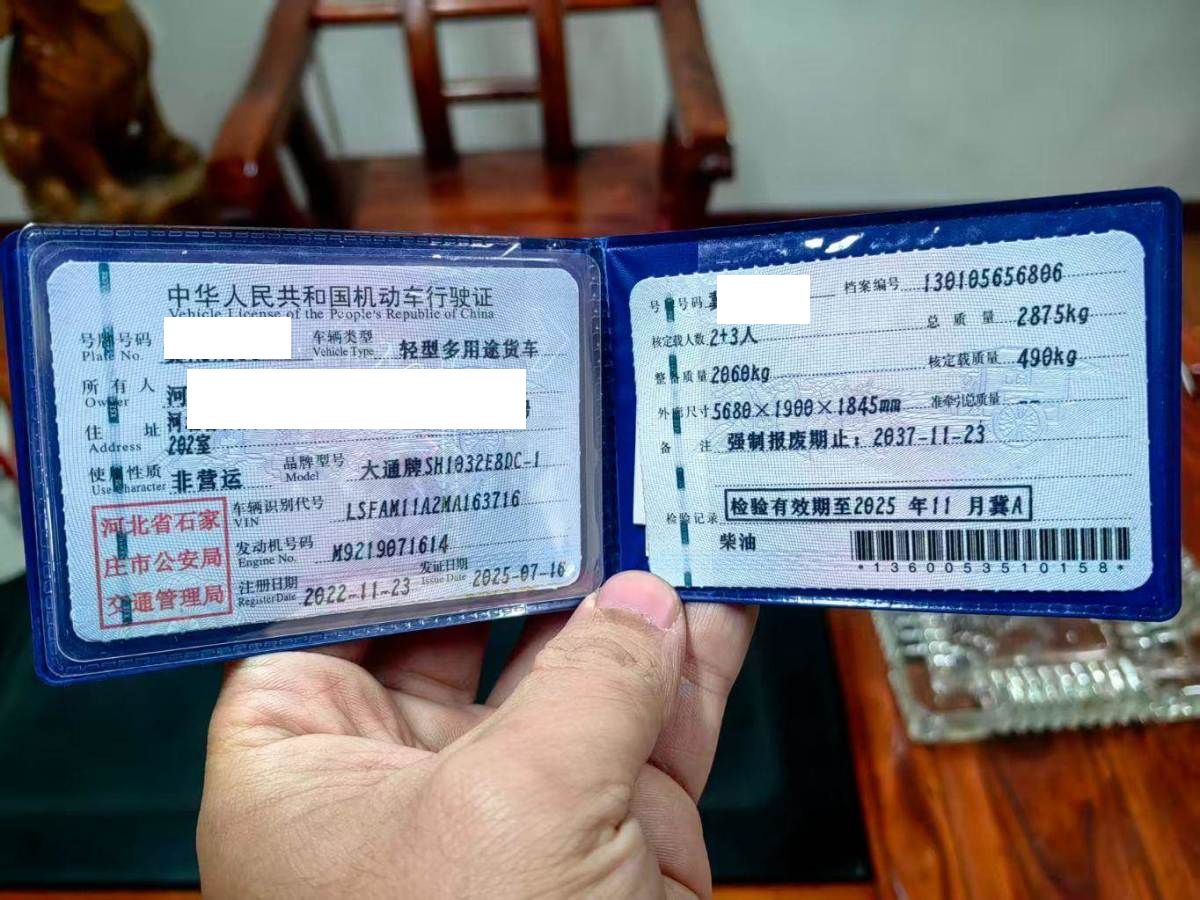 中华人民共和国机动车行驶证
Vehicle License of the People's Republic of China
号牌号码
Plate No.
车辆类型 轻型多用途货车
Vehicle Type
所有人 河
Owner
住址 河
Address 202室
使用性质 非营运
Use Character
品牌型号 大通牌SH1032E8DC-1
Model
河北省石家
庄市公安局
交通管理局
车辆识别代号 LSFAM11A2MA163716
VIN
发动机号码 M9219071614
Engine No.
注册日期 2022-11-23
Register Date
发证日期 2025-07-16
Issue Date
号牌号码
档案编号 130105656806
核定载人数 2+3人
总质量 2875kg
整备质量 2060kg
核定载质量 490kg
外廓尺寸 5680×1900×1845mm
准牵引总质量 --
备注 强制报废期止：2037-11-23
检验记录 检验有效期至2025 年11 月冀A
柴油
*1360053510158*